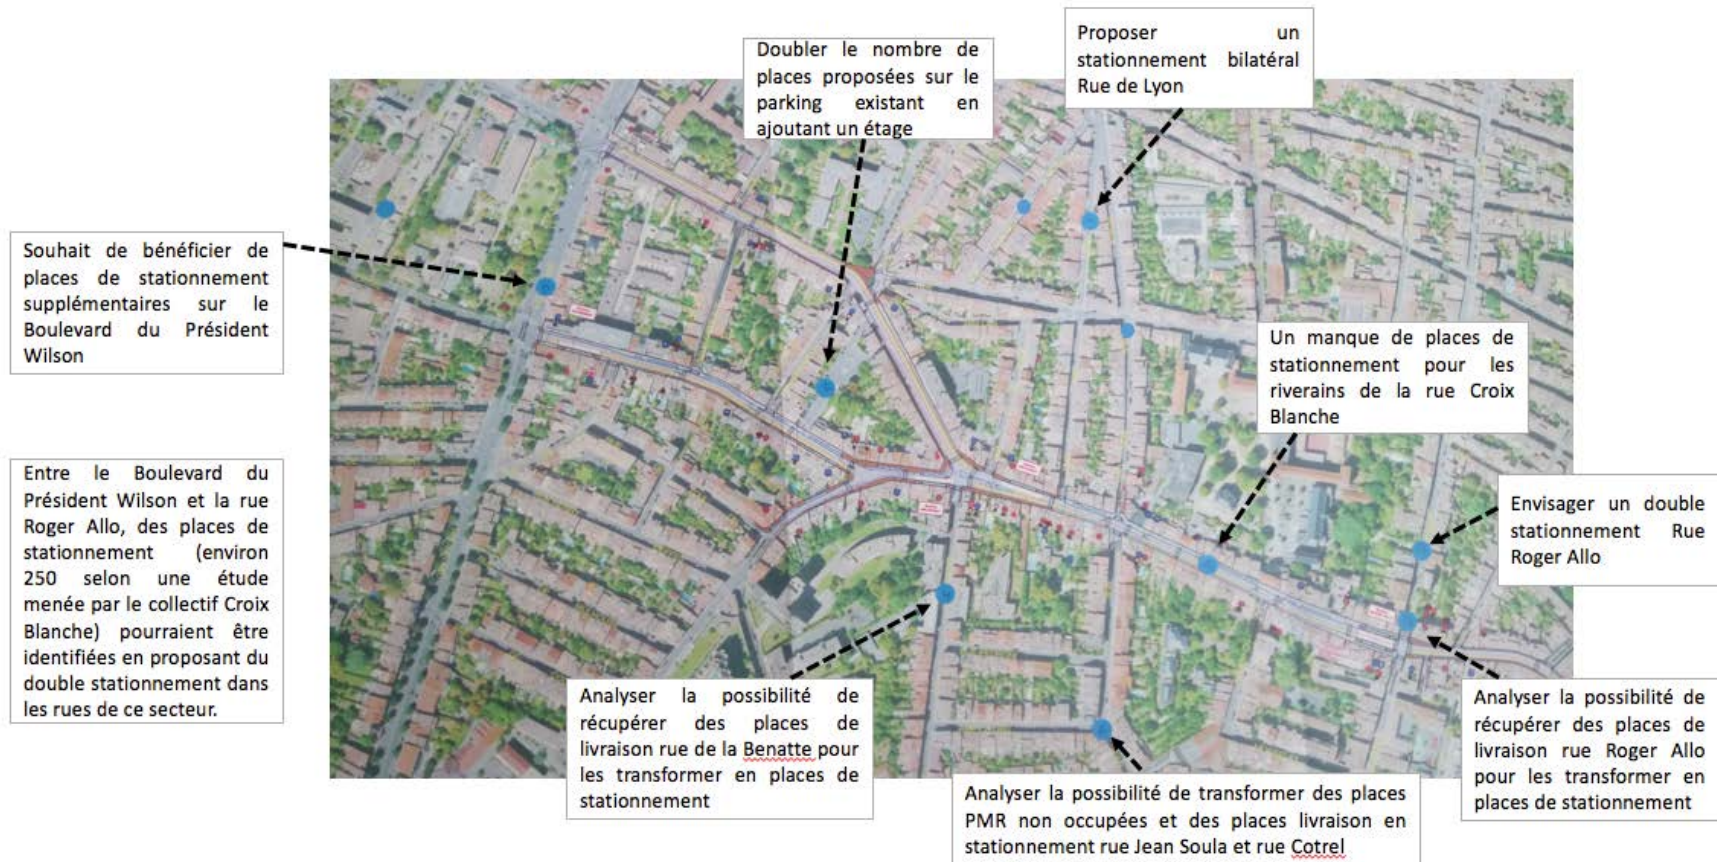 Doubler le nombre de
places proposées sur le
parking existant en
ajoutant un étage
Proposer un
stationnement bilatéral
Rue de Lyon
Souhait de bénéficier de
places de stationnement
supplémentaires sur le
Boulevard du Président
Wilson
Un manque de places de
stationnement pour les
riverains de la rue Croix
Blanche
Entre le Boulevard du
Président Wilson et la rue
Roger Allo, des places de
stationnement (environ
250 selon une étude
menée par le collectif Croix
Blanche) pourraient être
identifiées en proposant du
double stationnement dans
les rues de ce secteur.
Envisager un double
stationnement Rue
Roger Allo
Analyser la possibilité de
récupérer des places de
livraison rue de la Benatte pour
les transformer en places de
stationnement
Analyser la possibilité de transformer des places
PMR non occupées et des places livraison en
stationnement rue Jean Soula et rue Cotrel
Analyser la possibilité de
récupérer des places de
livraison rue Roger Allo
pour les transformer en
places de stationnement